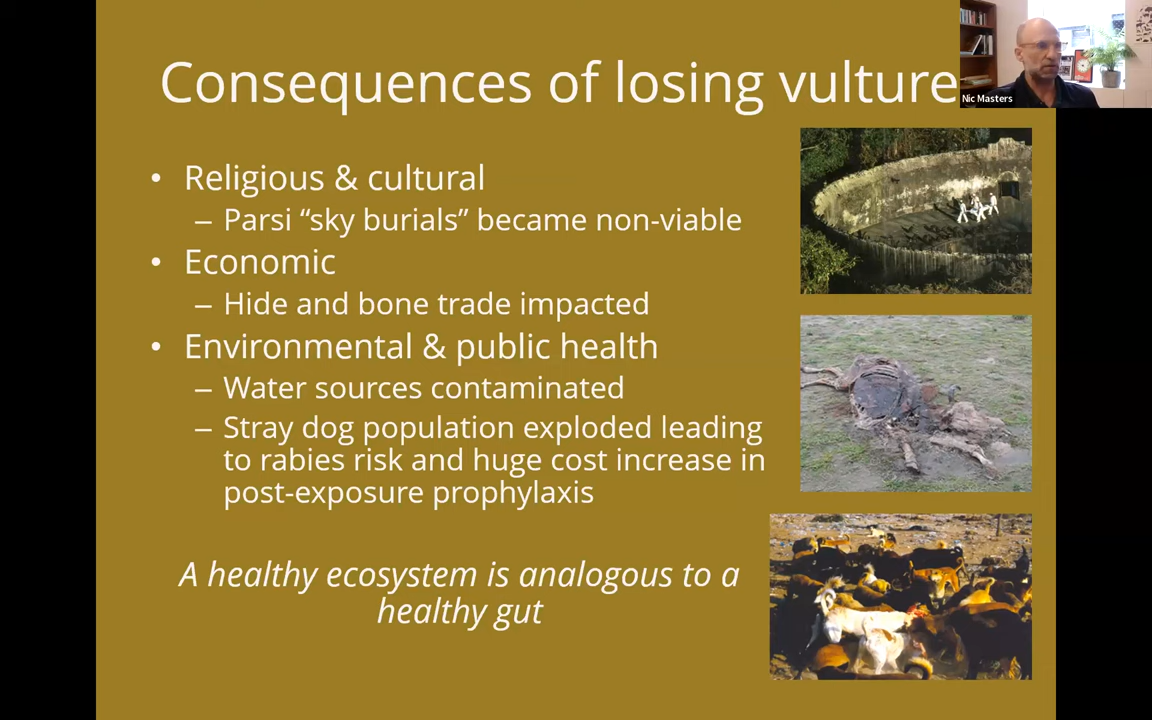 Consequences of losing vulture
Nic Masters
• Religious & cultural
– Parsi “sky burials” became non-viable
• Economic
– Hide and bone trade impacted
• Environmental & public health
– Water sources contaminated
– Stray dog population exploded leading
to rabies risk and huge cost increase in
post-exposure prophylaxis
A healthy ecosystem is analogous to a
healthy gut